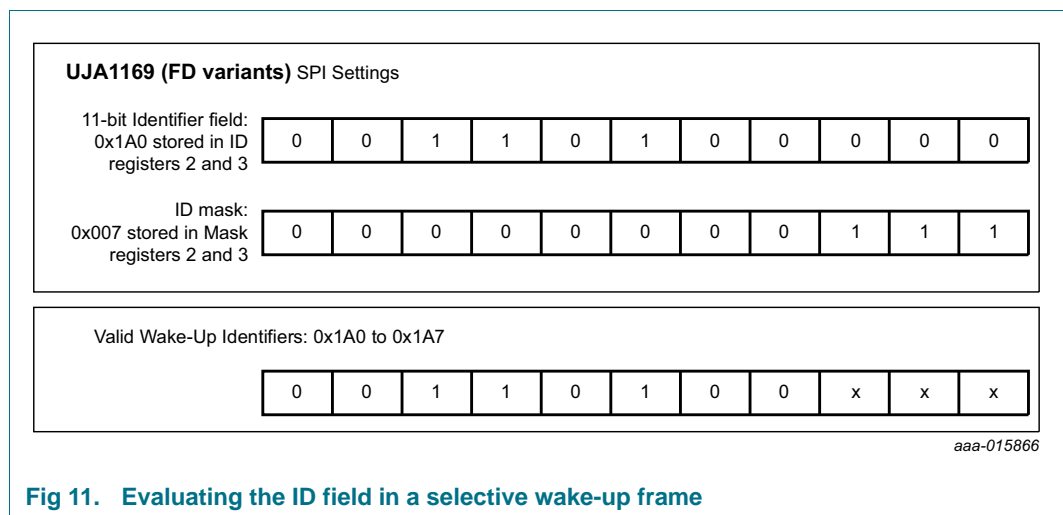 UJA1169 (FD variants) SPI Settings
11-bit Identifier field:
0x1A0 stored in ID
registers 2 and 3
0 0 1 1 0 1 0 0 0 0 0
ID mask:
0x007 stored in Mask
registers 2 and 3
0 0 0 0 0 0 0 0 1 1 1
Valid Wake-Up Identifiers: 0x1A0 to 0x1A7
0 0 1 1 0 1 0 0 x x x
aaa-015866
Fig 11. Evaluating the ID field in a selective wake-up frame